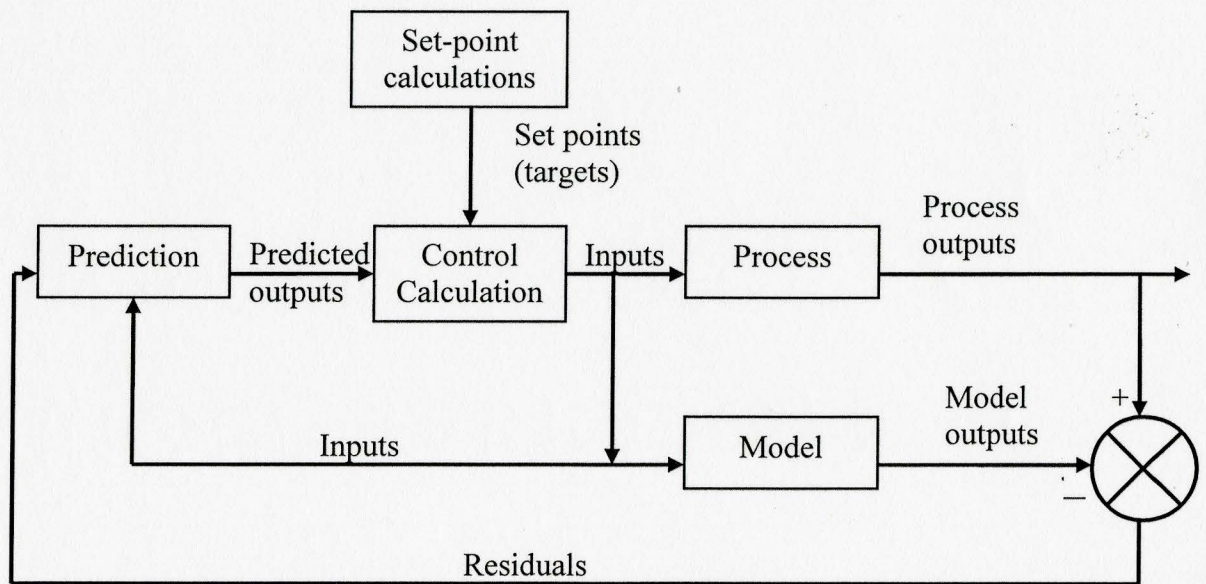 Set-point
calculations
Set points
(targets)
Process
outputs
Prediction
Predicted
outputs
Control
Calculation
Inputs
Process
Model
outputs
+
Inputs
Model
–
Residuals